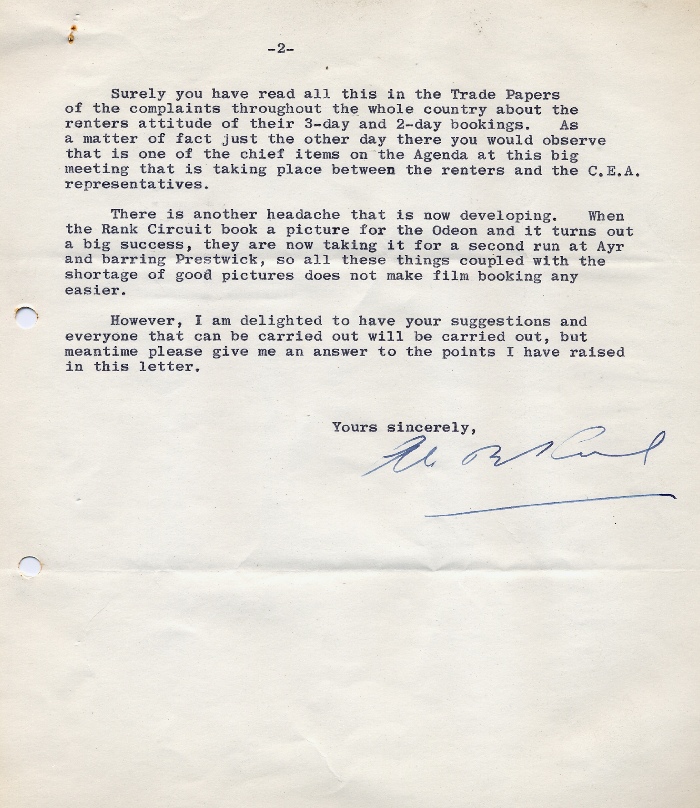 -2-
Surely you have read all this in the Trade Papers
of the complaints throughout the whole country about the
renters attitude of their 3-day and 2-day bookings. As
a matter of fact just the other day there you would observe
that is one of the chief items on the Agenda at this big
meeting that is taking place between the renters and the C.E.A.
representatives.
There is another headache that is now developing. When
the Rank Circuit book a picture for the Odeon and it turns out
a big success, they are now taking it for a second run at Ayr
and barring Prestwick, so all these things coupled with the
shortage of good pictures does not make film booking any
easier.
However, I am delighted to have your suggestions and
everyone that can be carried out will be carried out, but
meantime please give me an answer to the points I have raised
in this letter.
Yours sincerely,